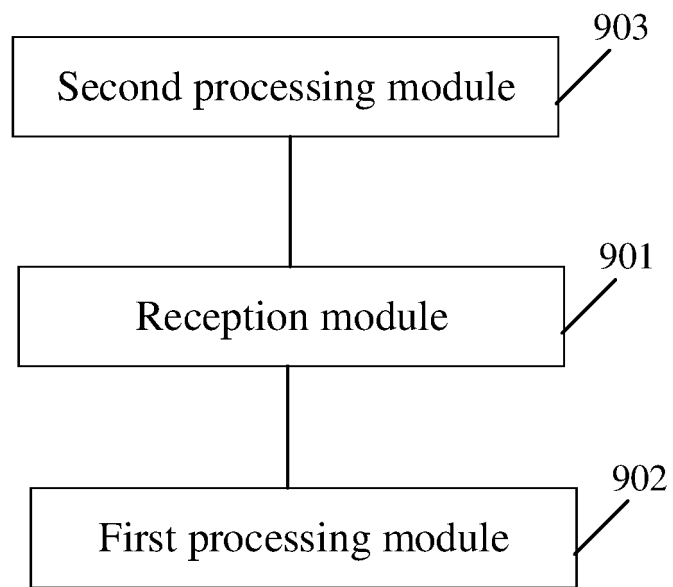 903
Second processing module
901
Reception module
902
First processing module